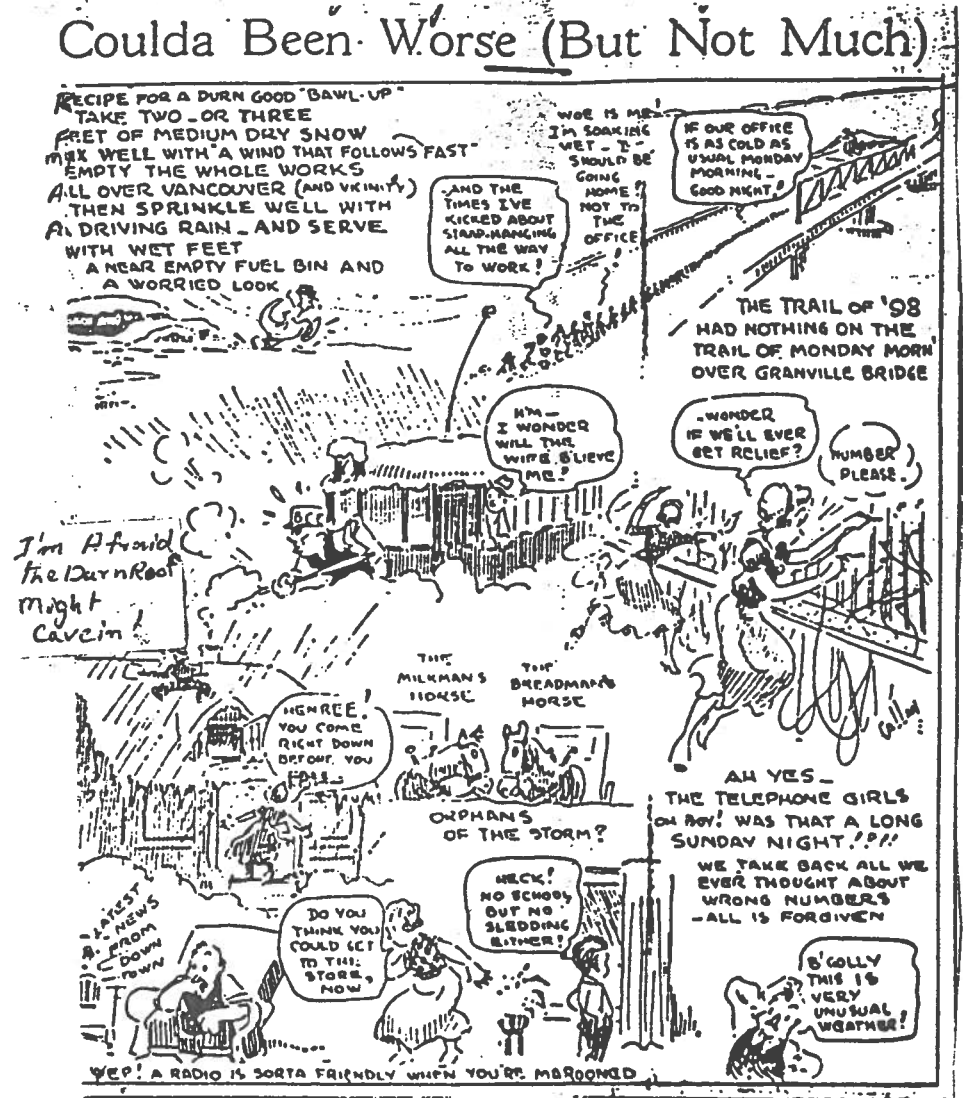 Coulda Been Worse (But Not Much)
RECIPE FOR A DURN GOOD "BAWL-UP"
TAKE TWO - OR THREE
FEET OF MEDIUM DRY SNOW
MIX WELL WITH "A WIND THAT FOLLOWS FAST"
EMPTY THE WHOLE WORKS
ALL OVER VANCOUVER (AND VICINITY)
THEN SPRINKLE WELL WITH
A DRIVING RAIN - AND SERVE
WITH WET FEET
A NEAR EMPTY FUEL BIN AND
A WORRIED LOOK
-AND THE
TIMES I'VE
KICKED ABOUT
STRAP-HANGING
ALL THE WAY
TO WORK!
WOE IS ME!
I'M SOAKING
WET - I -
SHOULD BE
GOING
HOME
NOT TO
THE
OFFICE
!
IF OUR OFFICE
IS AS COLD AS
USUAL MONDAY
MORNING -
GOOD NIGHT!
THE TRAIL OF '98
HAD NOTHING ON THE
TRAIL OF MONDAY MORN'
OVER GRANVILLE BRIDGE
H'M -
I WONDER
WILL THE
WIFE B'LIEVE
ME?
-WONDER
IF WE'LL EVER
GET RELIEF?
NUMBER
PLEASE.
I'm Afraid
the Durn Roof
Might
Cavein!
HENREE!
YOU COME
RIGHT DOWN
BEFORE YOU
FALL -
THE
MILKMAN'S
HORSE
THE
BREADMAN'S
HORSE
ORPHANS
OF THE STORM?
AH YES -
THE TELEPHONE GIRLS
OH BOY! WAS THAT A LONG
SUNDAY NIGHT!!?!!
WE TAKE BACK ALL WE
EVER THOUGHT ABOUT
WRONG NUMBERS
-ALL IS FORGIVEN
-LATEST
NEWS
FROM
DOWN
TOWN
DO YOU
THINK YOU
COULD GET
TO THE
STORE,
NOW
HECK!
NO SCHOOL
BUT NO
SLEDDING
EITHER!
B'GOLLY
THIS IS
VERY
UNUSUAL
WEATHER!
YEP! A RADIO IS SORTA FRIENDLY WHEN YOU'RE MAROONED